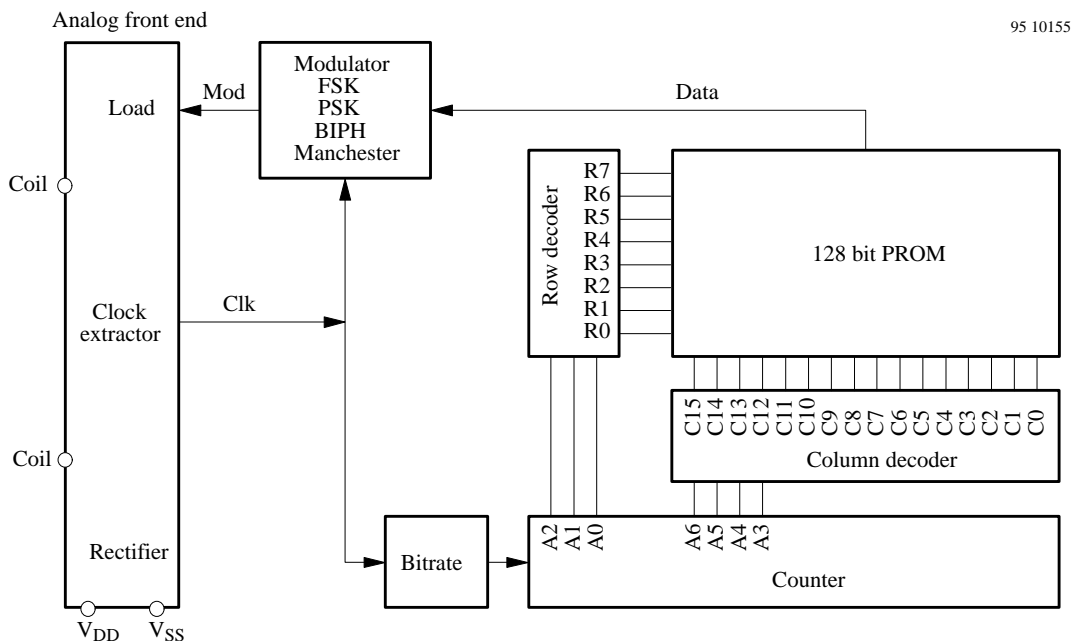 Analog front end
95 10155
Load
Mod
Modulator
FSK
PSK
BIPH
Manchester
Data
Coil
Row decoder
R7
R6
R5
R4
R3
R2
R1
R0
128 bit PROM
Clock
extractor
Clk
C15
C14
C13
C12
C11
C10
C9
C8
C7
C6
C5
C4
C3
C2
C1
C0
Column decoder
Coil
Rectifier
Bitrate
A2
A1
A0
A6
A5
A4
A3
Counter
VDD
VSS